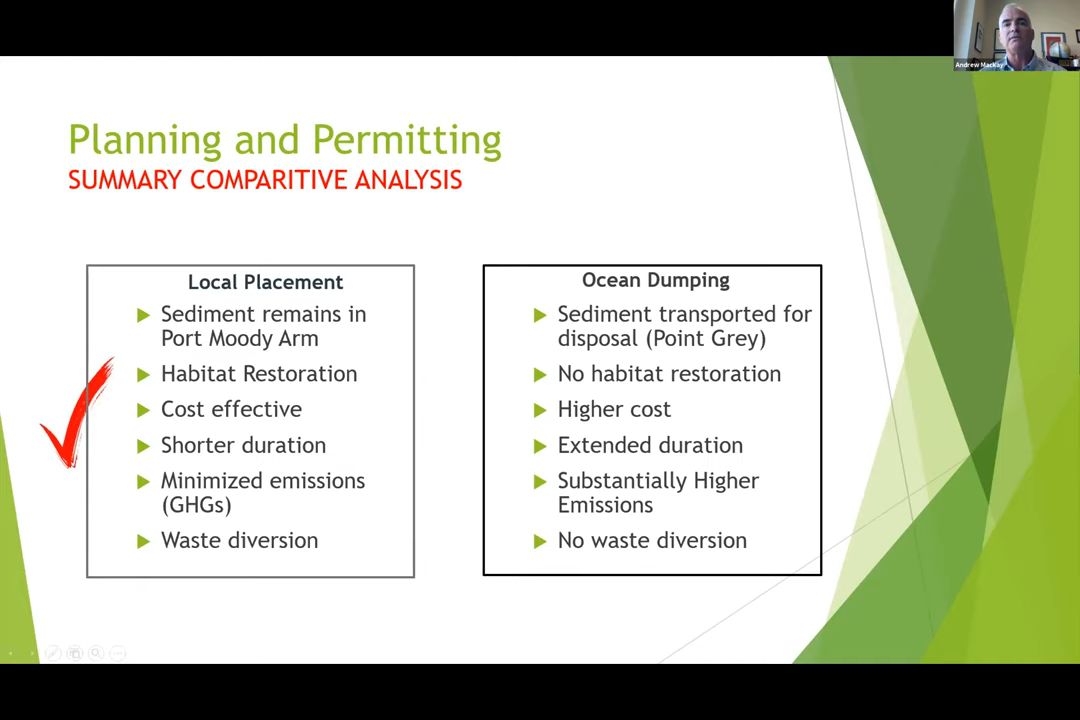 Andrew Mackay
Planning and Permitting
SUMMARY COMPARITIVE ANALYSIS
Local Placement
Sediment remains in
Port Moody Arm
Habitat Restoration
Cost effective
Shorter duration
Minimized emissions
(GHGs)
Waste diversion
Ocean Dumping
Sediment transported for
disposal (Point Grey)
No habitat restoration
Higher cost
Extended duration
Substantially Higher
Emissions
No waste diversion